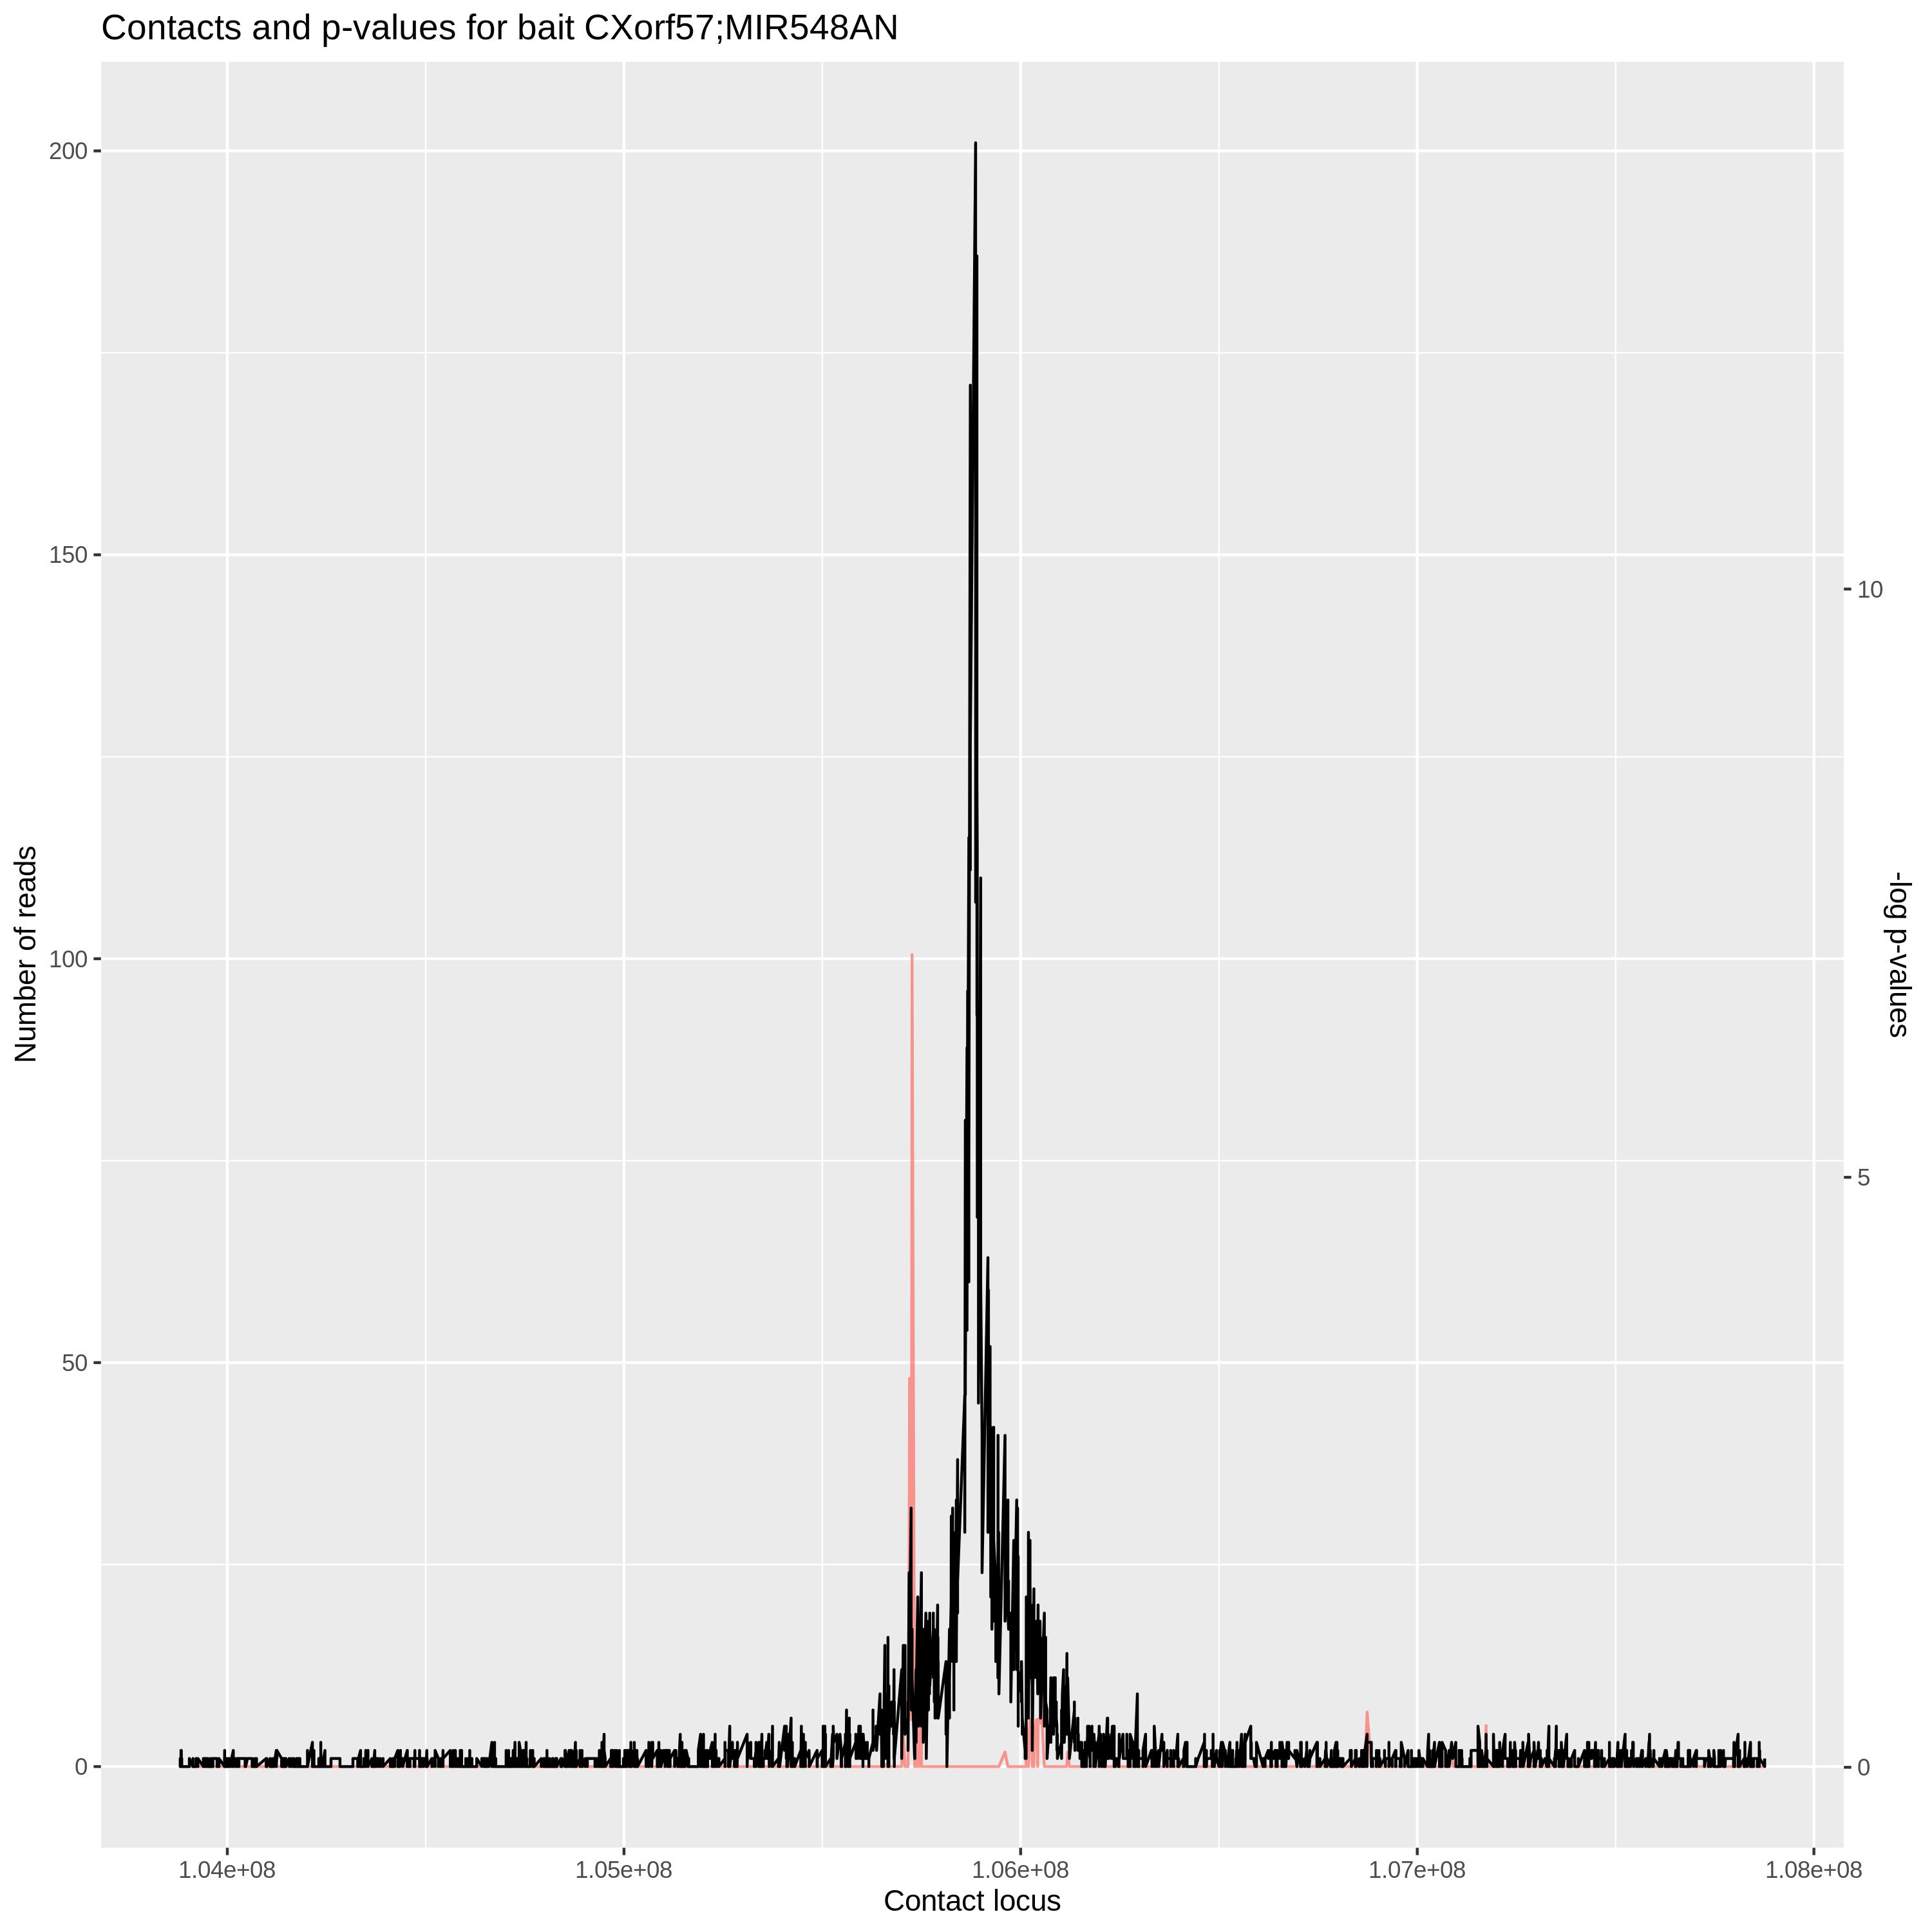 Contacts and p-values for bait CXorf57;MIR548AN
200
150
100
50
0
Number of reads
10
5
0
-log p-values
1.04e+08
1.05e+08
1.06e+08
1.07e+08
1.08e+08
Contact locus